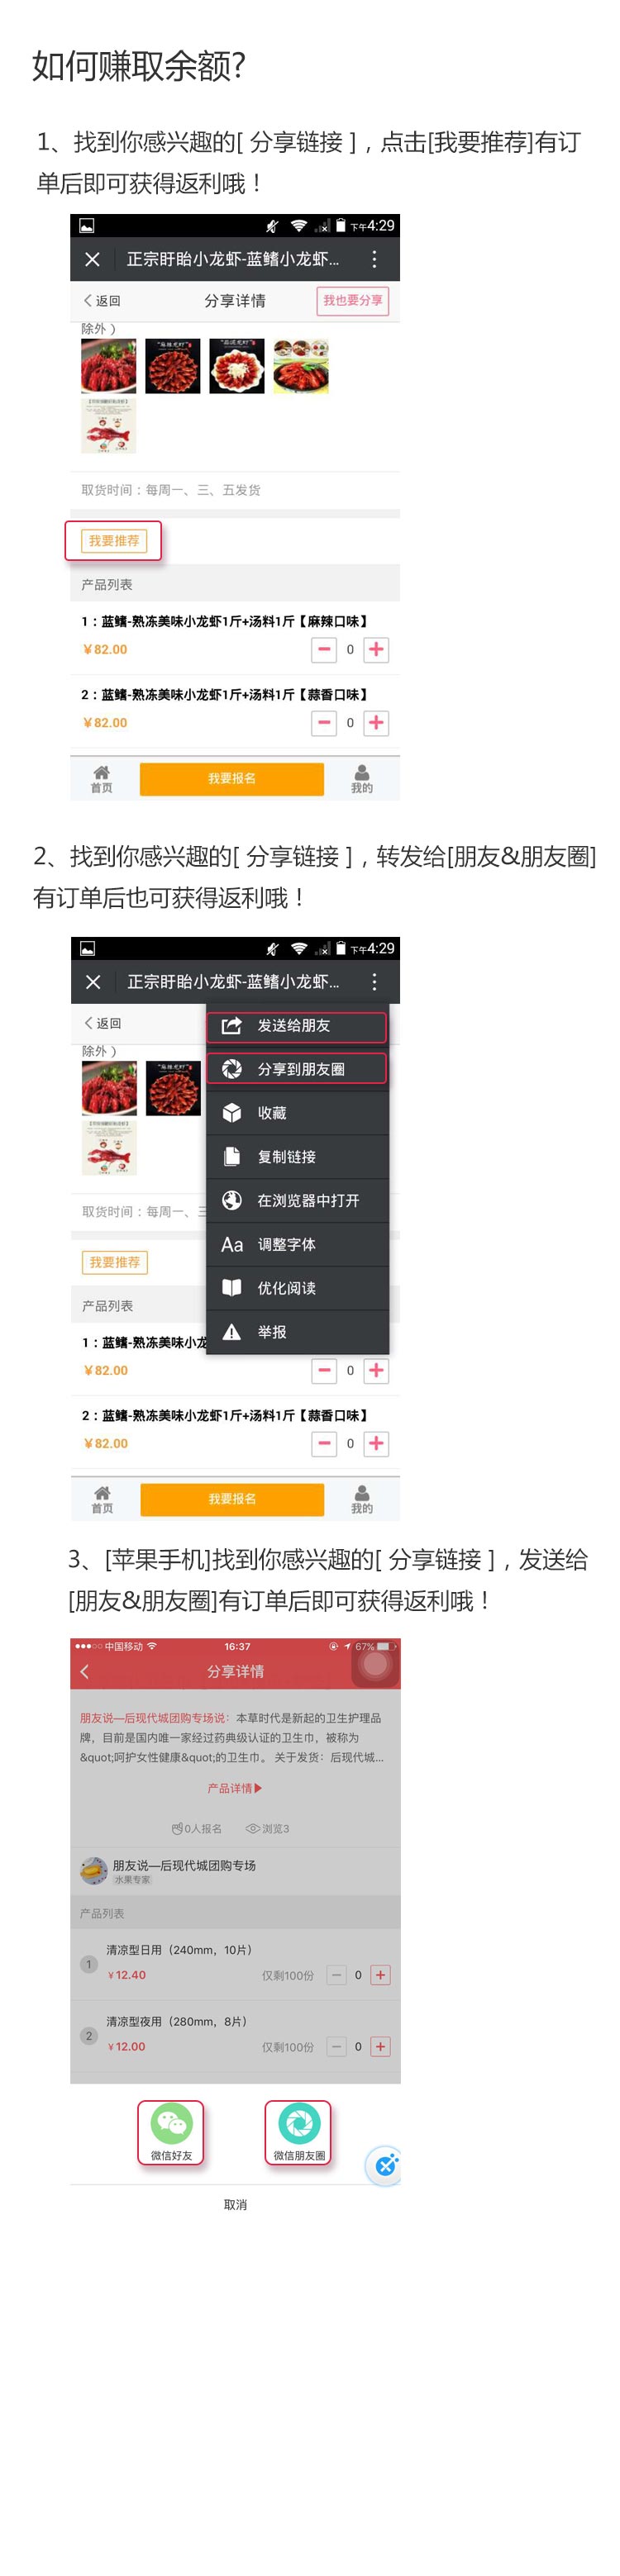 如何赚取余额?
1、找到你感兴趣的[ 分享链接 ]，点击[我要推荐]有订
单后即可获得返利哦！
下午4:29
正宗盱眙小龙虾-蓝鳍小龙虾...
返回 分享详情 我也要分享
除外）
取货时间：每周一、三、五发货
我要推荐
产品列表
1：蓝鳍-熟冻美味小龙虾1斤+汤料1斤【麻辣口味】
￥82.00 0
2：蓝鳍-熟冻美味小龙虾1斤+汤料1斤【蒜香口味】
￥82.00 0
首页 我要报名 我的
2、找到你感兴趣的[ 分享链接 ]，转发给[朋友&朋友圈]
有订单后也可获得返利哦！
下午4:29
正宗盱眙小龙虾-蓝鳍小龙虾...
返回
除外）
发送给朋友
分享到朋友圈
收藏
复制链接
在浏览器中打开
Aa 调整字体
优化阅读
举报
取货时间：每周一、三
我要推荐
产品列表
1：蓝鳍-熟冻美味小龙
￥82.00 0
2：蓝鳍-熟冻美味小龙虾1斤+汤料1斤【蒜香口味】
￥82.00 0
首页 我要报名 我的
3、[苹果手机]找到你感兴趣的[ 分享链接 ]，发送给
[朋友&朋友圈]有订单后即可获得返利哦！
中国移动 16:37 67%
分享详情
朋友说—后现代城团购专场说：本草时代是新起的卫生护理品
牌，目前是国内唯一家经过药典级认证的卫生巾，被称为
&quot;呵护女性健康&quot;的卫生巾。 关于发货：后现代城...
产品详情▶
0人报名 浏览3
朋友说—后现代城团购专场
水果专家
产品列表
清凉型日用（240mm，10片）
1 ￥12.40 仅剩100份 0
清凉型夜用（280mm，8片）
2 ￥12.00 仅剩100份 0
微信好友 微信朋友圈
取消